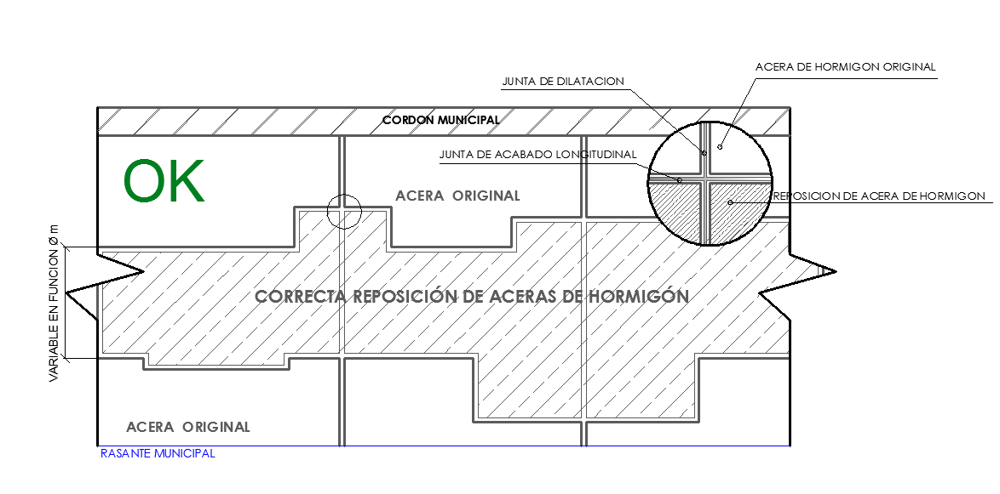 ACERA DE HORMIGON ORIGINAL
JUNTA DE DILATACION
CORDON MUNICIPAL
JUNTA DE ACABADO LONGITUDINAL
OK
ACERA ORIGINAL
REPOSICION DE ACERA DE HORMIGON
VARIABLE EN FUNCION Ø m
CORRECTA REPOSICIÓN DE ACERAS DE HORMIGÓN
ACERA ORIGINAL
RASANTE MUNICIPAL